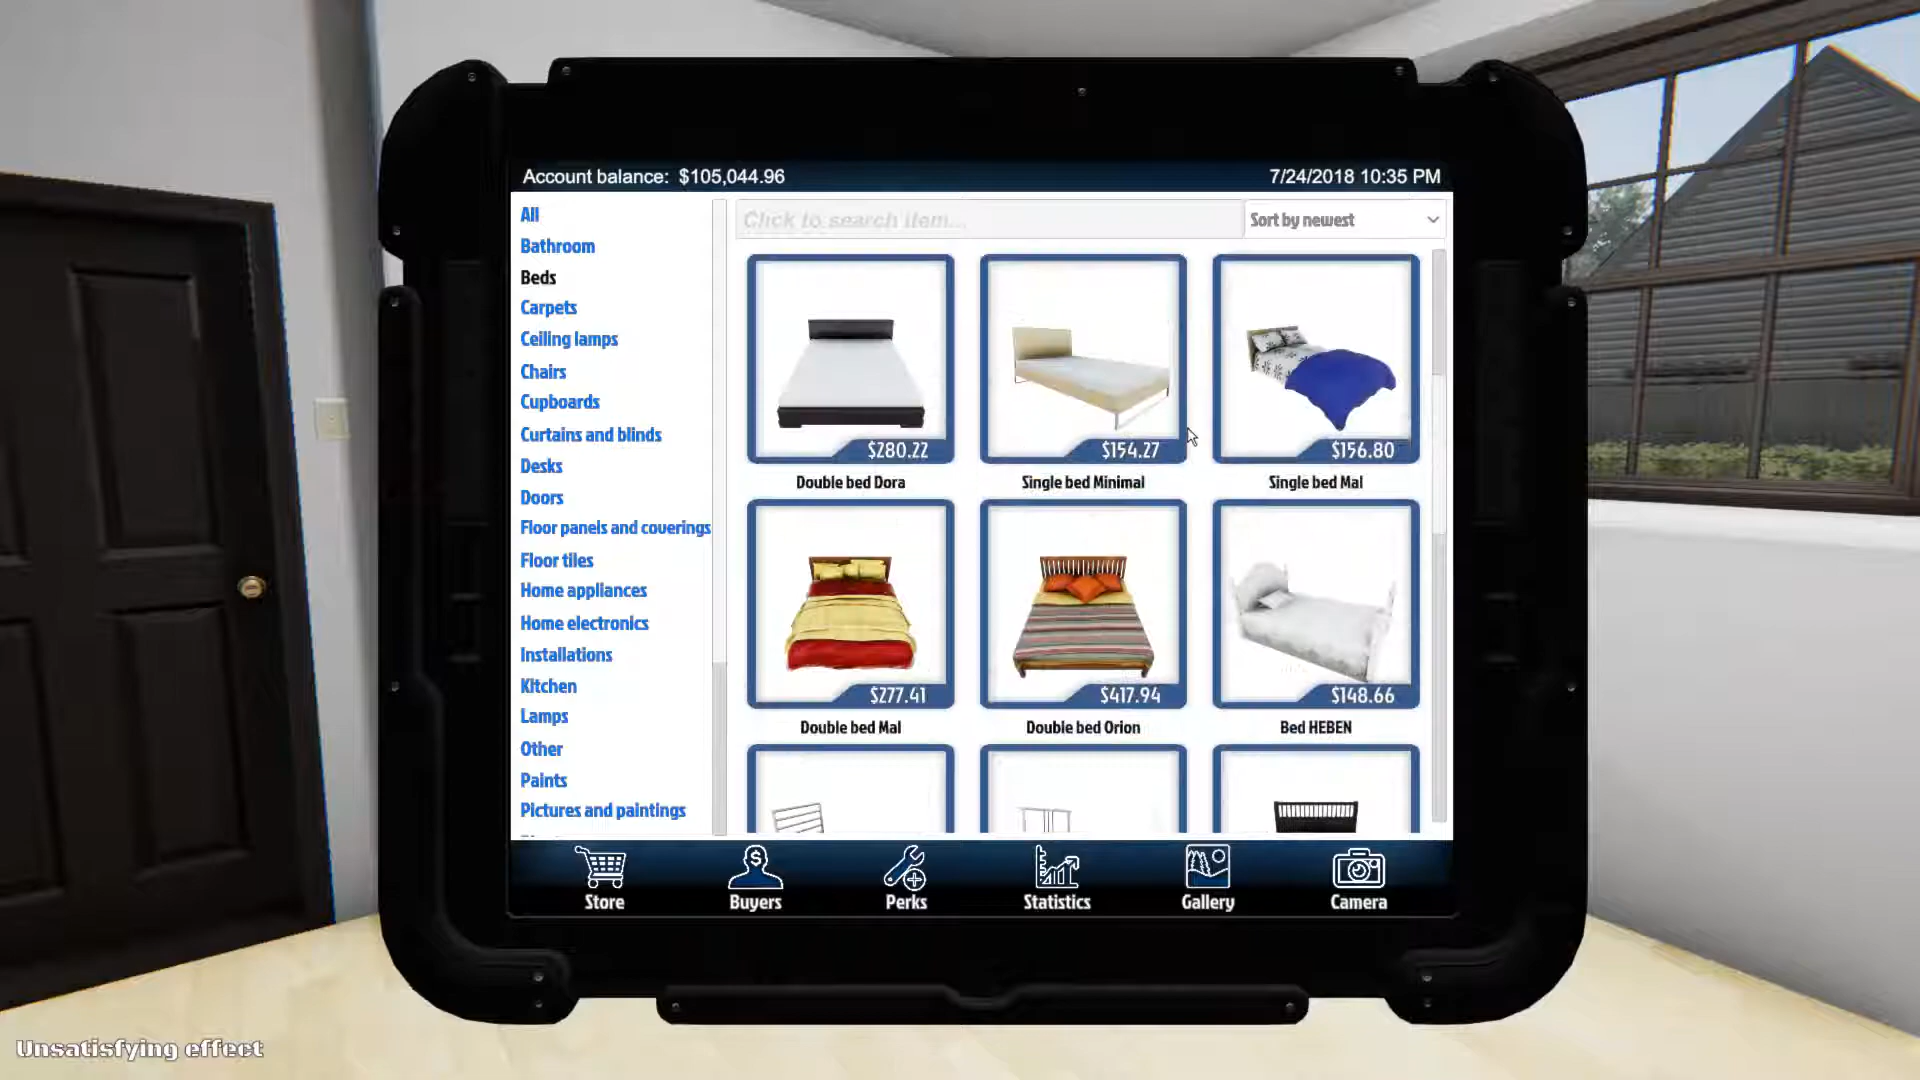 Account balance: $105,044.96
7/24/2018 10:35 PM
All
Bathroom
Beds
Carpets
Ceiling lamps
Chairs
Cupboards
Curtains and blinds
Desks
Doors
Floor panels and coverings
Floor tiles
Home appliances
Home electronics
Installations
Kitchen
Lamps
Other
Paints
Pictures and paintings
Click to search item...
Sort by newest
$280.22
$154.27
$156.80
Double bed Dora
Single bed Minimal
Single bed Mal
$277.41
$417.94
$148.66
Double bed Mal
Double bed Orion
Bed HEBEN
Store
Buyers
Perks
Statistics
Gallery
Camera
Unsatisfying effect